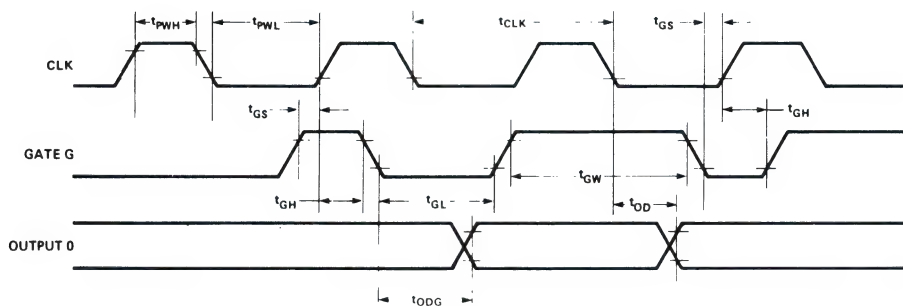 tPWH tPWL tCLK tGS
CLK
tGS tGH
GATE G
tGH tGL tGW tOD
OUTPUT 0
tODG